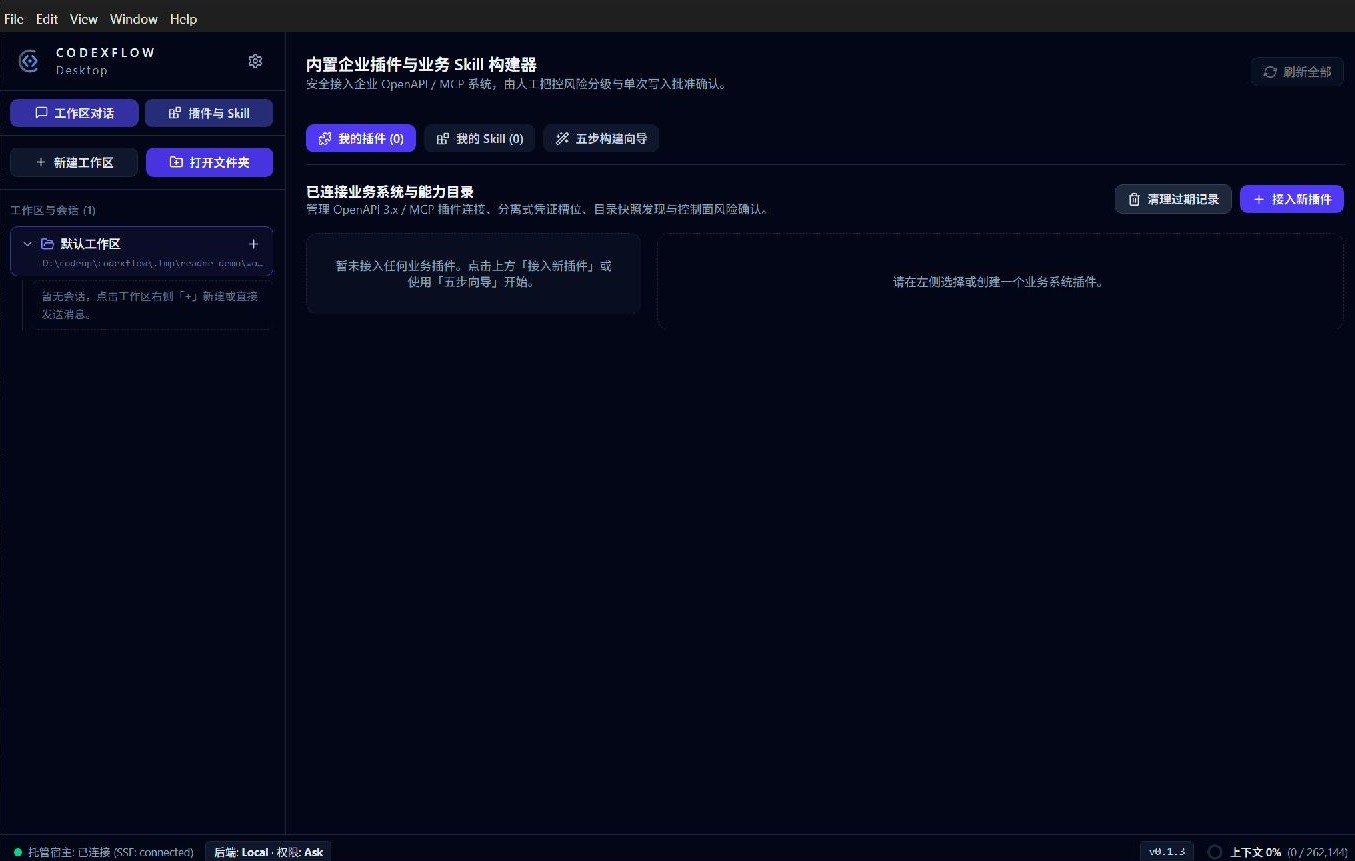 File Edit View Window Help
CODEXFLOW
Desktop
工作区对话
插件与 Skill
新建工作区
打开文件夹
工作区与会话 (1)
默认工作区
D:\codeup\codexflow\.tmp\readme-demo\wo…
暂无会话，点击工作区右侧「+」新建或直接
发送消息。
内置企业插件与业务 Skill 构建器
安全接入企业 OpenAPI / MCP 系统，由人工把控风险分级与单次写入批准确认。
刷新全部
我的插件 (0)
我的 Skill (0)
五步构建向导
已连接业务系统与能力目录
管理 OpenAPI 3.x / MCP 插件连接、分离式凭证槽位、目录快照发现与控制面风险确认。
清理过期记录
接入新插件
暂未接入任何业务插件。点击上方「接入新插件」或
使用「五步向导」开始。
请在左侧选择或创建一个业务系统插件。
托管宿主: 已连接 (SSE: connected)
后端: Local · 权限: Ask
v0.1.3
上下文 0% (0 / 262,144)